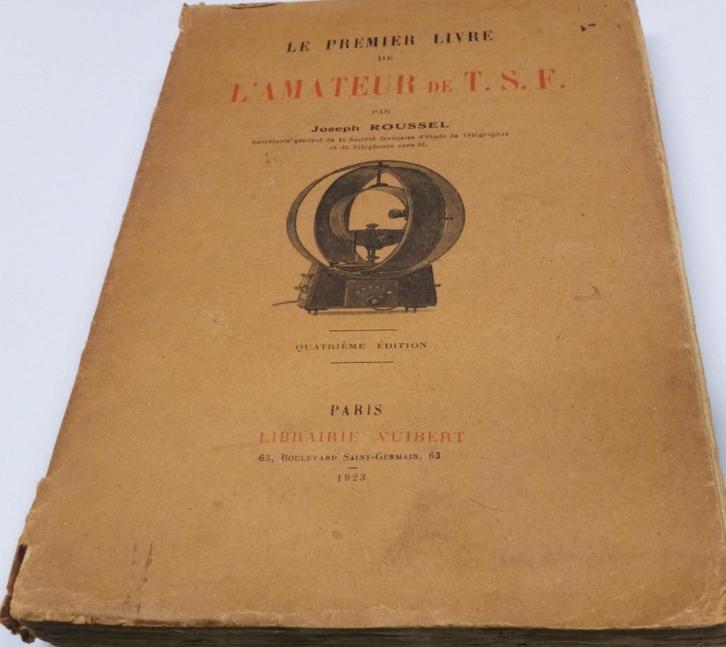 LE PREMIER LIVRE
DE
L'AMATEUR DE T. S. F.
PAR
Joseph ROUSSEL
Secrétaire général de la Société française d'étude de Télégraphie
et de Téléphonie sans fil.
QUATRIÈME ÉDITION
PARIS
LIBRAIRIE VUIBERT
63, BOULEVARD SAINT-GERMAIN, 63
1923